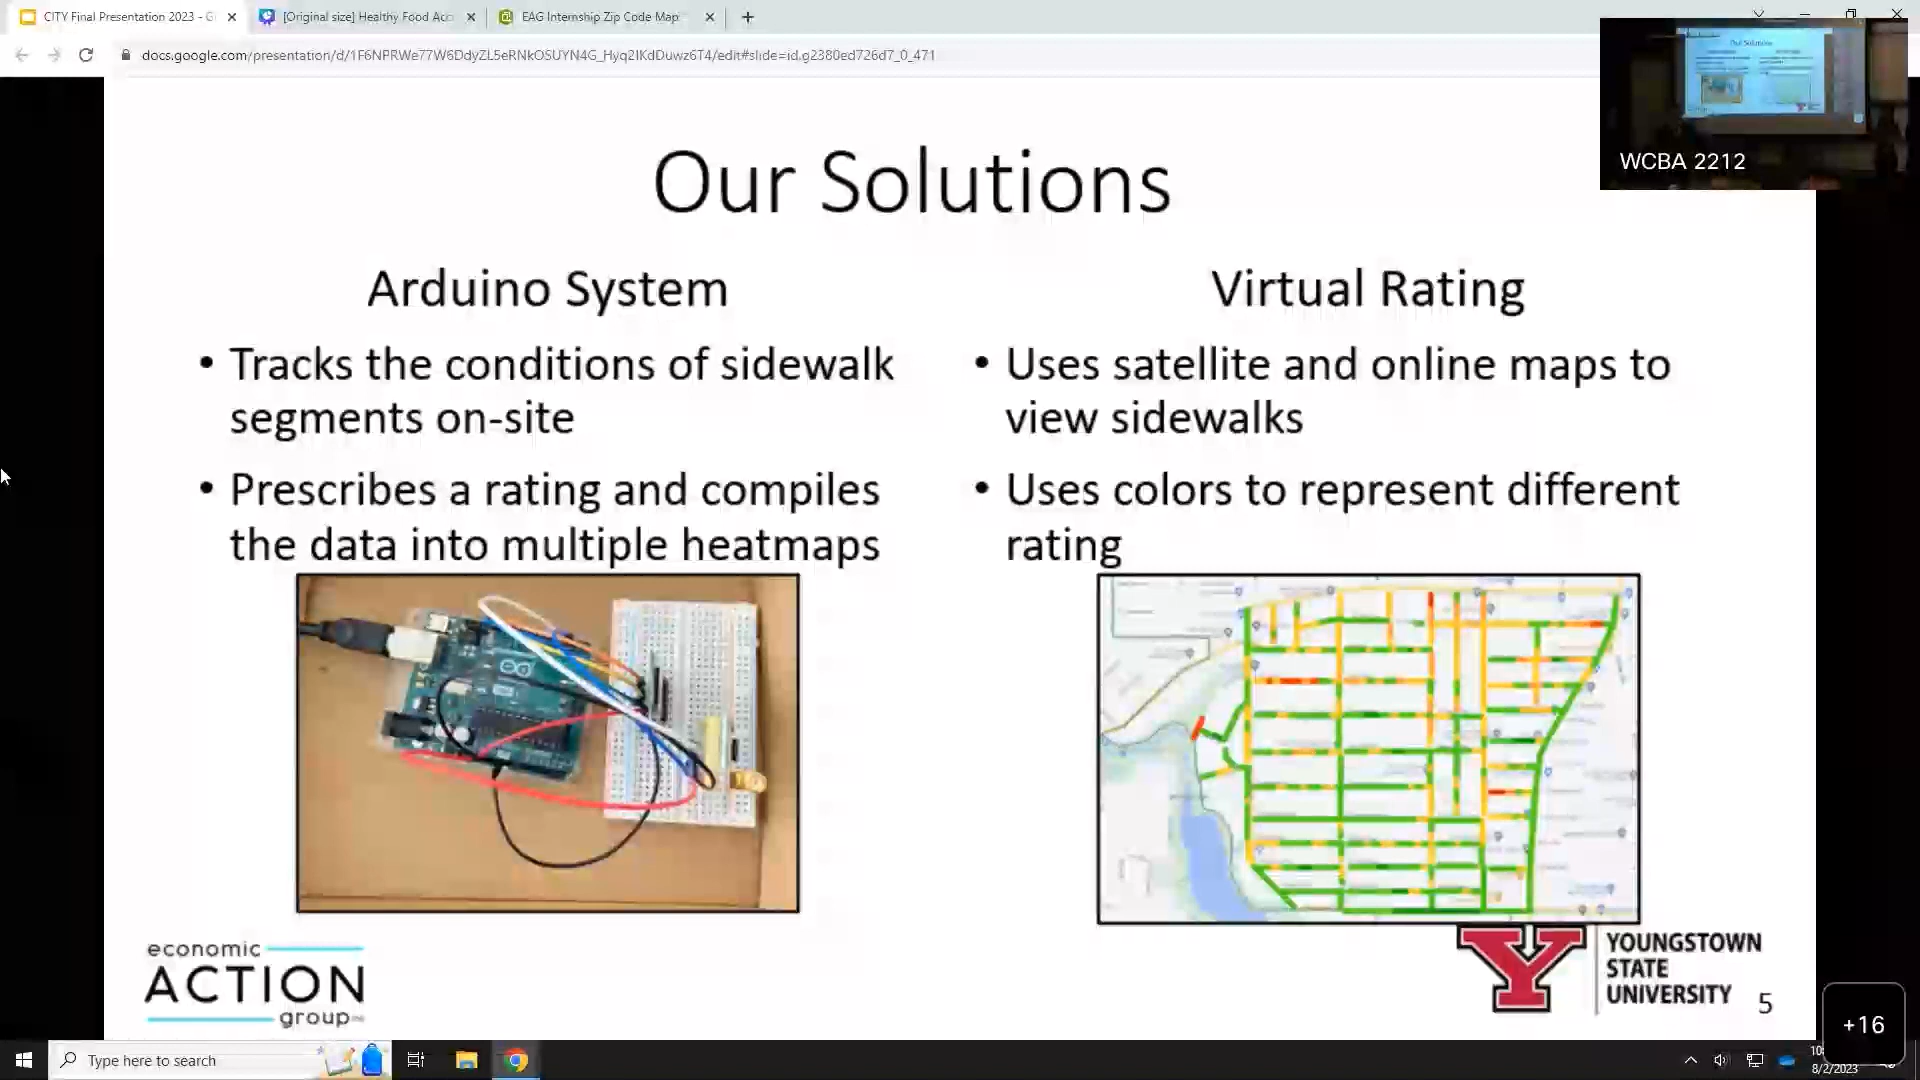 CITY Final Presentation 2023 - G
[Original size] Healthy Food Acc
EAG Internship Zip Code Map
docs.google.com/presentation/d/1F6NPRWe77W6DdyZL5eRNkOSUYN4G_Hyq2IKdDuwz6T4/edit#slide=id.g2380ed726d7_0_471
Our Solutions
WCBA 2212
Our Solutions
Arduino System
• Tracks the conditions of sidewalk
segments on-site
• Prescribes a rating and compiles
the data into multiple heatmaps
Virtual Rating
• Uses satellite and online maps to
view sidewalks
• Uses colors to represent different
rating
economic
ACTION
group
Y
YOUNGSTOWN
STATE
UNIVERSITY
5
+16
Type here to search
8/2/2023